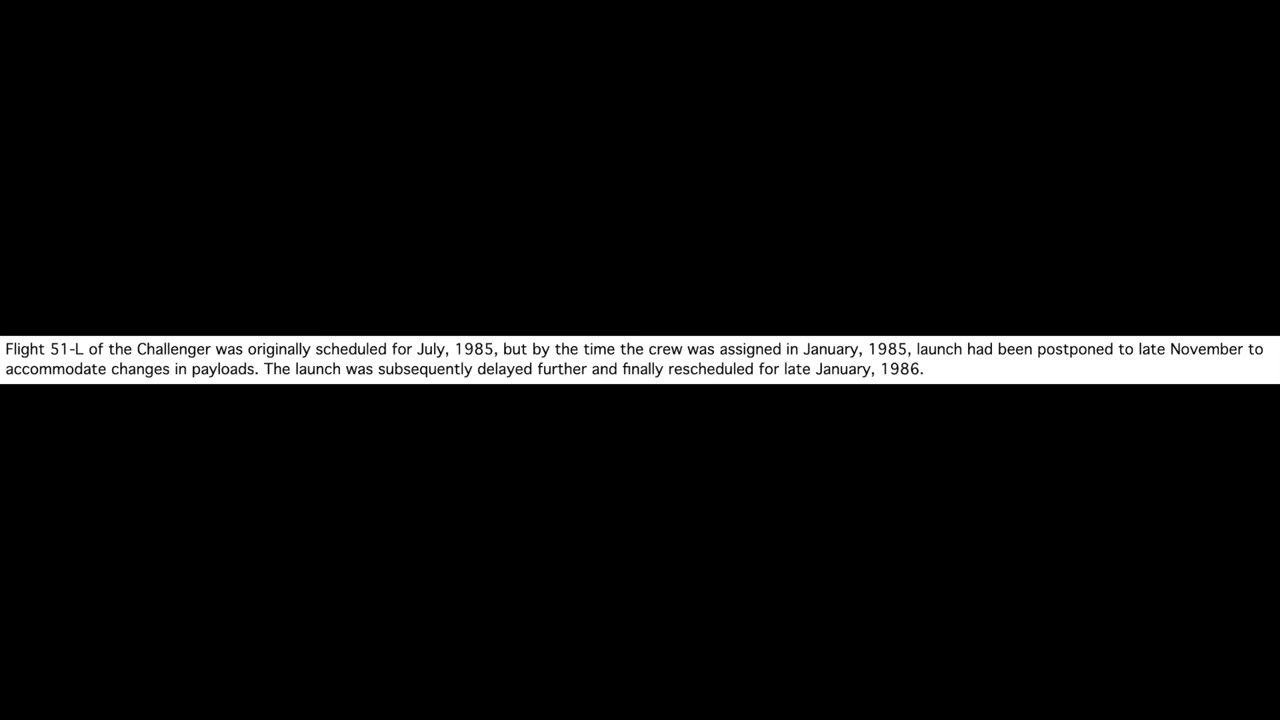 Flight 51-L of the Challenger was originally scheduled for July, 1985, but by the time the crew was assigned in January, 1985, launch had been postponed to late November to
accommodate changes in payloads. The launch was subsequently delayed further and finally rescheduled for late January, 1986.